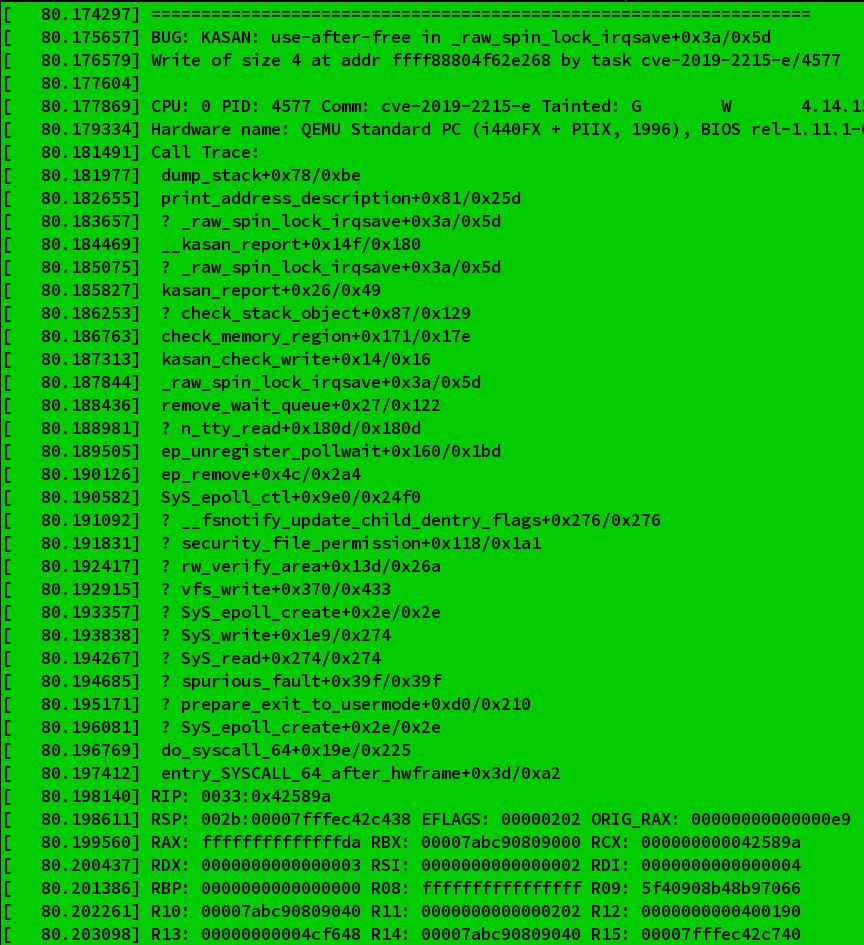 [   80.174297] ==================================================================
[   80.175657] BUG: KASAN: use-after-free in _raw_spin_lock_irqsave+0x3a/0x5d
[   80.176579] Write of size 4 at addr ffff88804f62e268 by task cve-2019-2215-e/4577
[   80.177604]
[   80.177869] CPU: 0 PID: 4577 Comm: cve-2019-2215-e Tainted: G        W       4.14.15
[   80.179334] Hardware name: QEMU Standard PC (i440FX + PIIX, 1996), BIOS rel-1.11.1-0
[   80.181491] Call Trace:
[   80.181977]  dump_stack+0x78/0xbe
[   80.182655]  print_address_description+0x81/0x25d
[   80.183657]  ? _raw_spin_lock_irqsave+0x3a/0x5d
[   80.184469]  __kasan_report+0x14f/0x180
[   80.185075]  ? _raw_spin_lock_irqsave+0x3a/0x5d
[   80.185827]  kasan_report+0x26/0x49
[   80.186253]  ? check_stack_object+0x87/0x129
[   80.186763]  check_memory_region+0x171/0x17e
[   80.187313]  kasan_check_write+0x14/0x16
[   80.187844]  _raw_spin_lock_irqsave+0x3a/0x5d
[   80.188436]  remove_wait_queue+0x27/0x122
[   80.188981]  ? n_tty_read+0x180d/0x180d
[   80.189505]  ep_unregister_pollwait+0x160/0x1bd
[   80.190126]  ep_remove+0x4c/0x2a4
[   80.190582]  SyS_epoll_ctl+0x9e0/0x24f0
[   80.191092]  ? __fsnotify_update_child_dentry_flags+0x276/0x276
[   80.191831]  ? security_file_permission+0x118/0x1a1
[   80.192417]  ? rw_verify_area+0x13d/0x26a
[   80.192915]  ? vfs_write+0x370/0x433
[   80.193357]  ? SyS_epoll_create+0x2e/0x2e
[   80.193838]  ? SyS_write+0x1e9/0x274
[   80.194267]  ? SyS_read+0x274/0x274
[   80.194685]  ? spurious_fault+0x39f/0x39f
[   80.195171]  ? prepare_exit_to_usermode+0xd0/0x210
[   80.196081]  ? SyS_epoll_create+0x2e/0x2e
[   80.196769]  do_syscall_64+0x19e/0x225
[   80.197412]  entry_SYSCALL_64_after_hwframe+0x3d/0xa2
[   80.198140] RIP: 0033:0x42589a
[   80.198611] RSP: 002b:00007fffec42c438 EFLAGS: 00000202 ORIG_RAX: 00000000000000e9
[   80.199560] RAX: ffffffffffffffda RBX: 00007abc90809000 RCX: 000000000042589a
[   80.200437] RDX: 0000000000000003 RSI: 0000000000000002 RDI: 0000000000000004
[   80.201386] RBP: 0000000000000000 R08: ffffffffffffffff R09: 5f40908b48b97066
[   80.202261] R10: 00007abc90809040 R11: 0000000000000202 R12: 0000000000400190
[   80.203098] R13: 00000000004cf648 R14: 00007abc90809040 R15: 00007fffec42c740